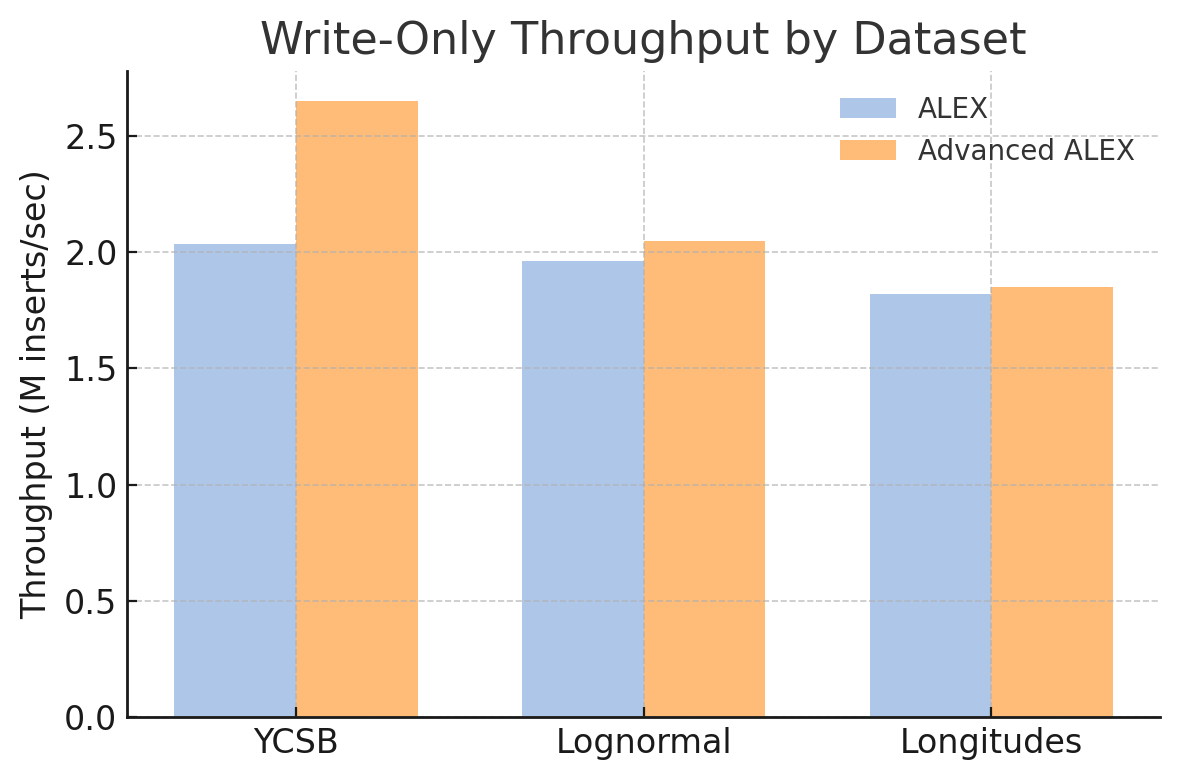 Write-Only Throughput by Dataset
Throughput (M inserts/sec)
2.5
2.0
1.5
1.0
0.5
0.0
ALEX
Advanced ALEX
YCSB
Lognormal
Longitudes